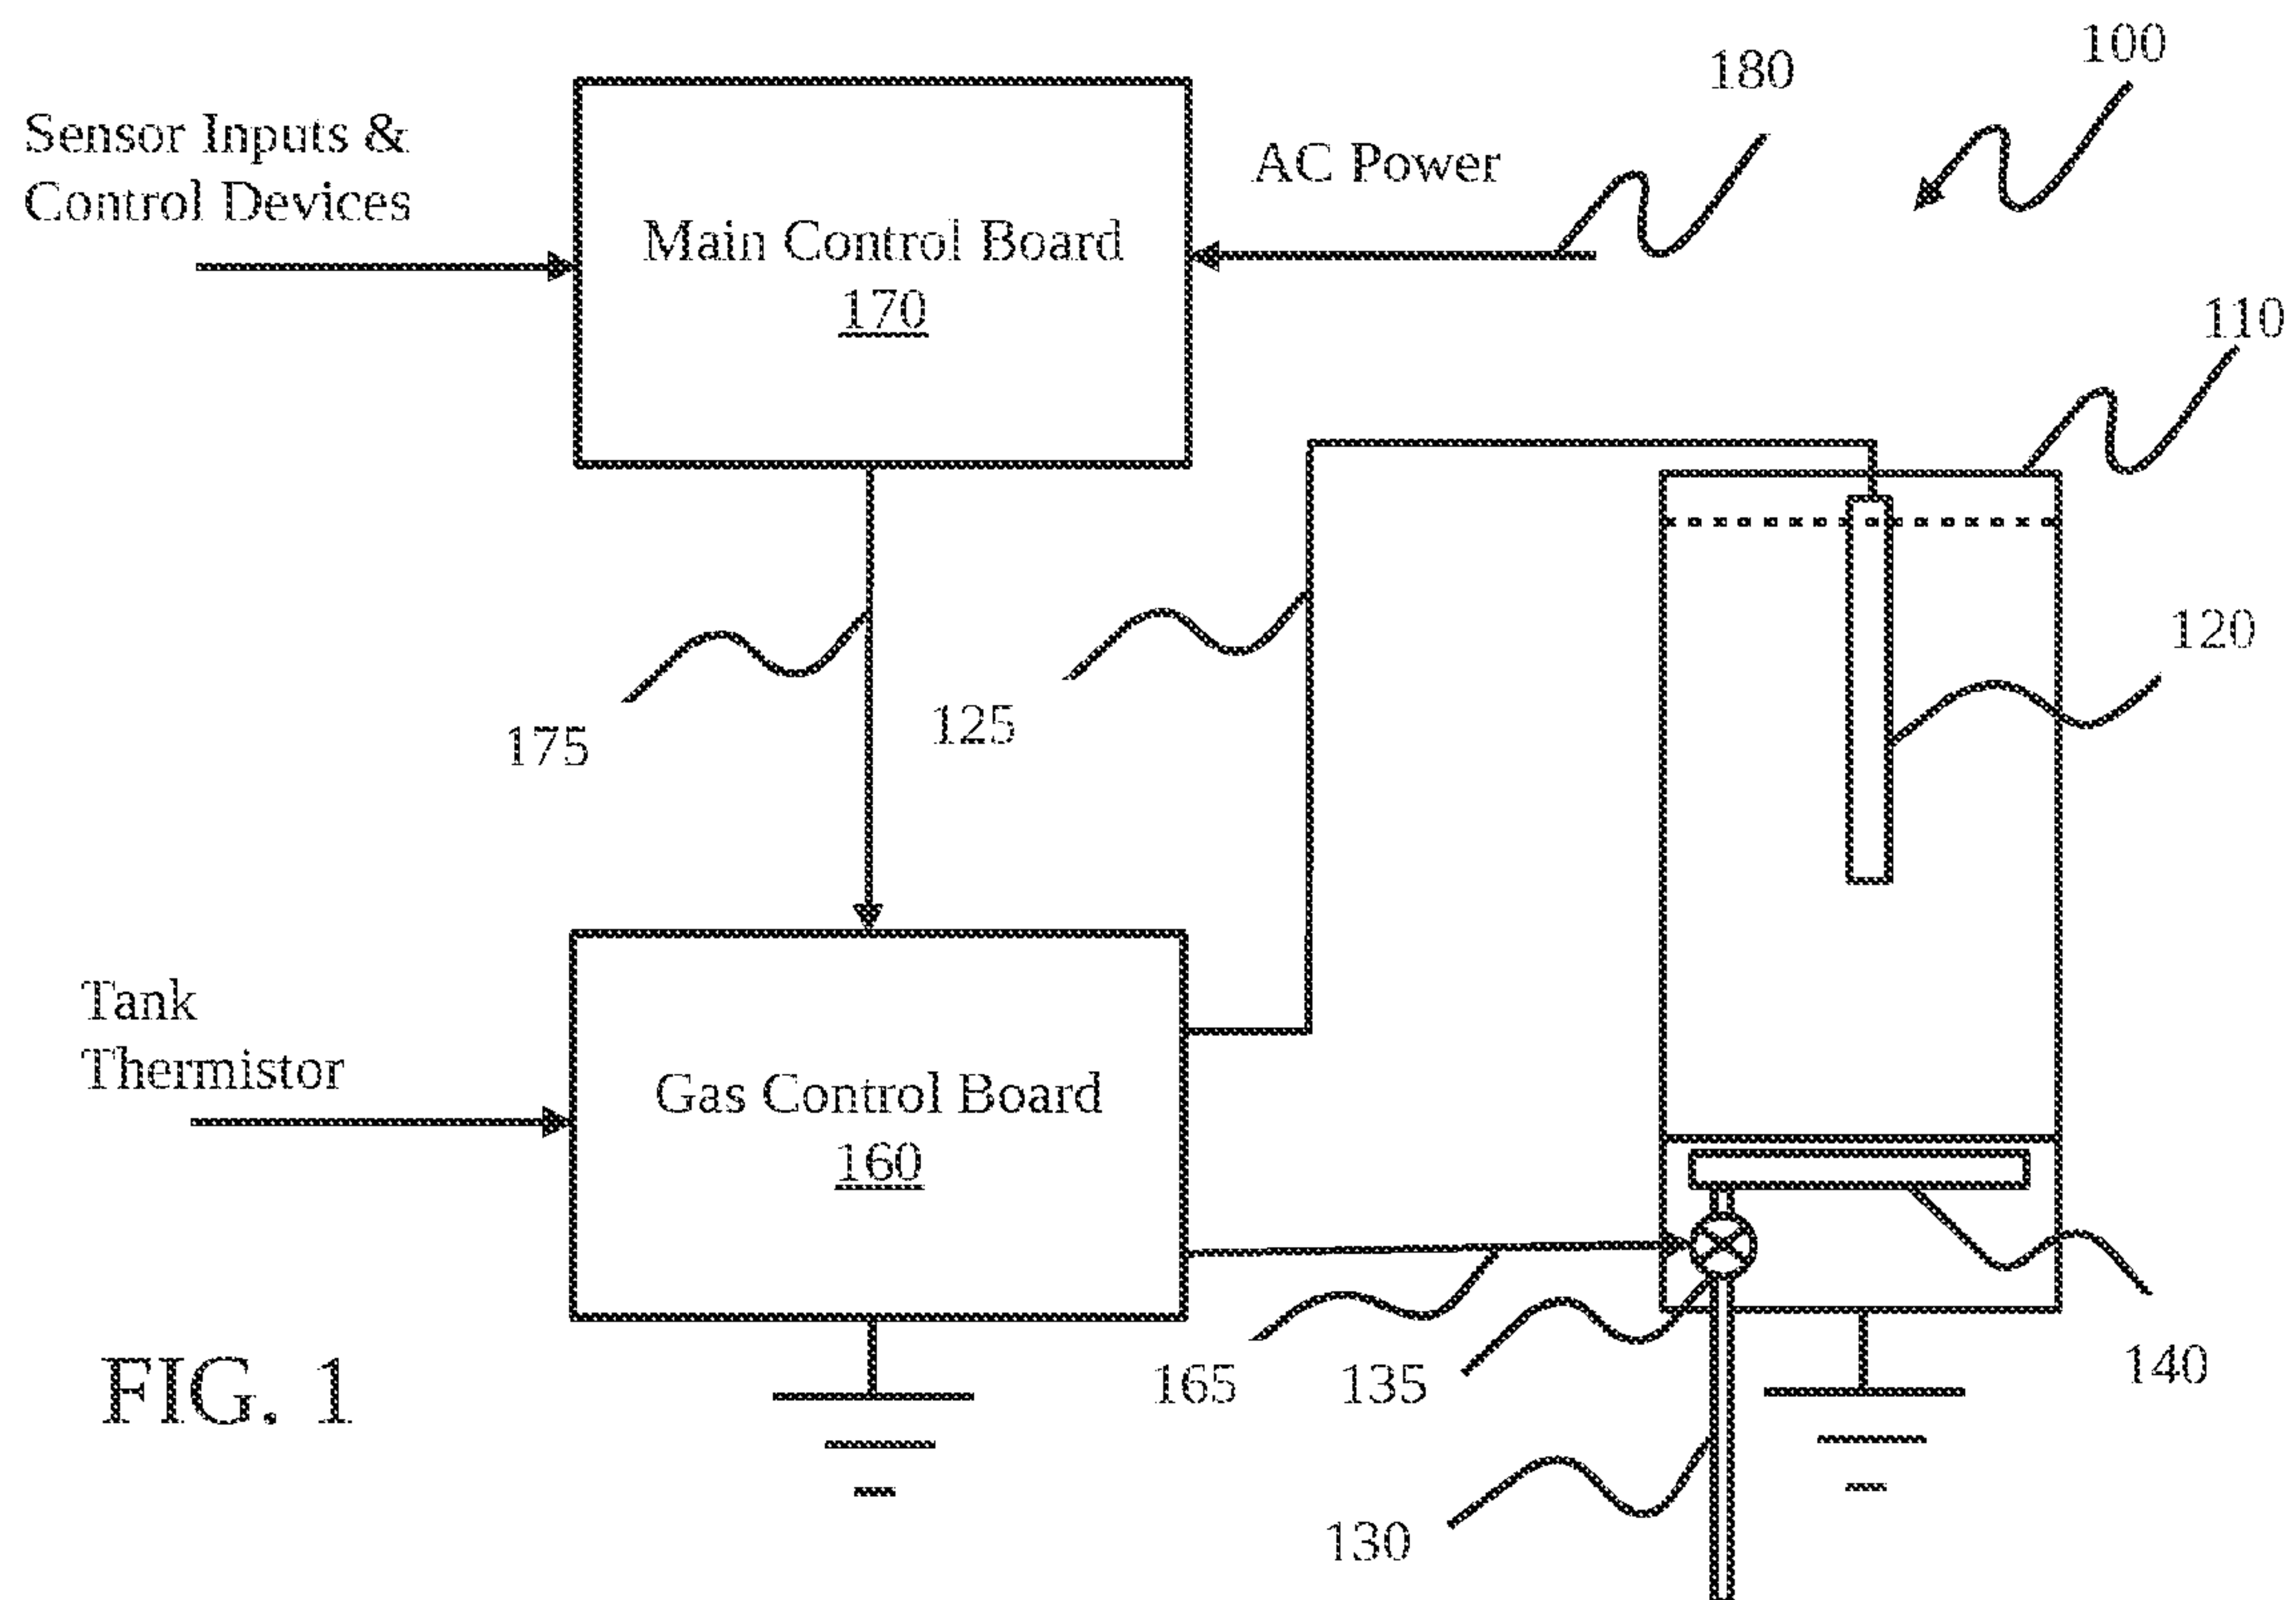 100
180
Sensor Inputs &
Control Devices
AC Power
Main Control Board
170
110
120
175
125
Tank
Thermistor
Gas Control Board
160
165
135
140
FIG. 1
130